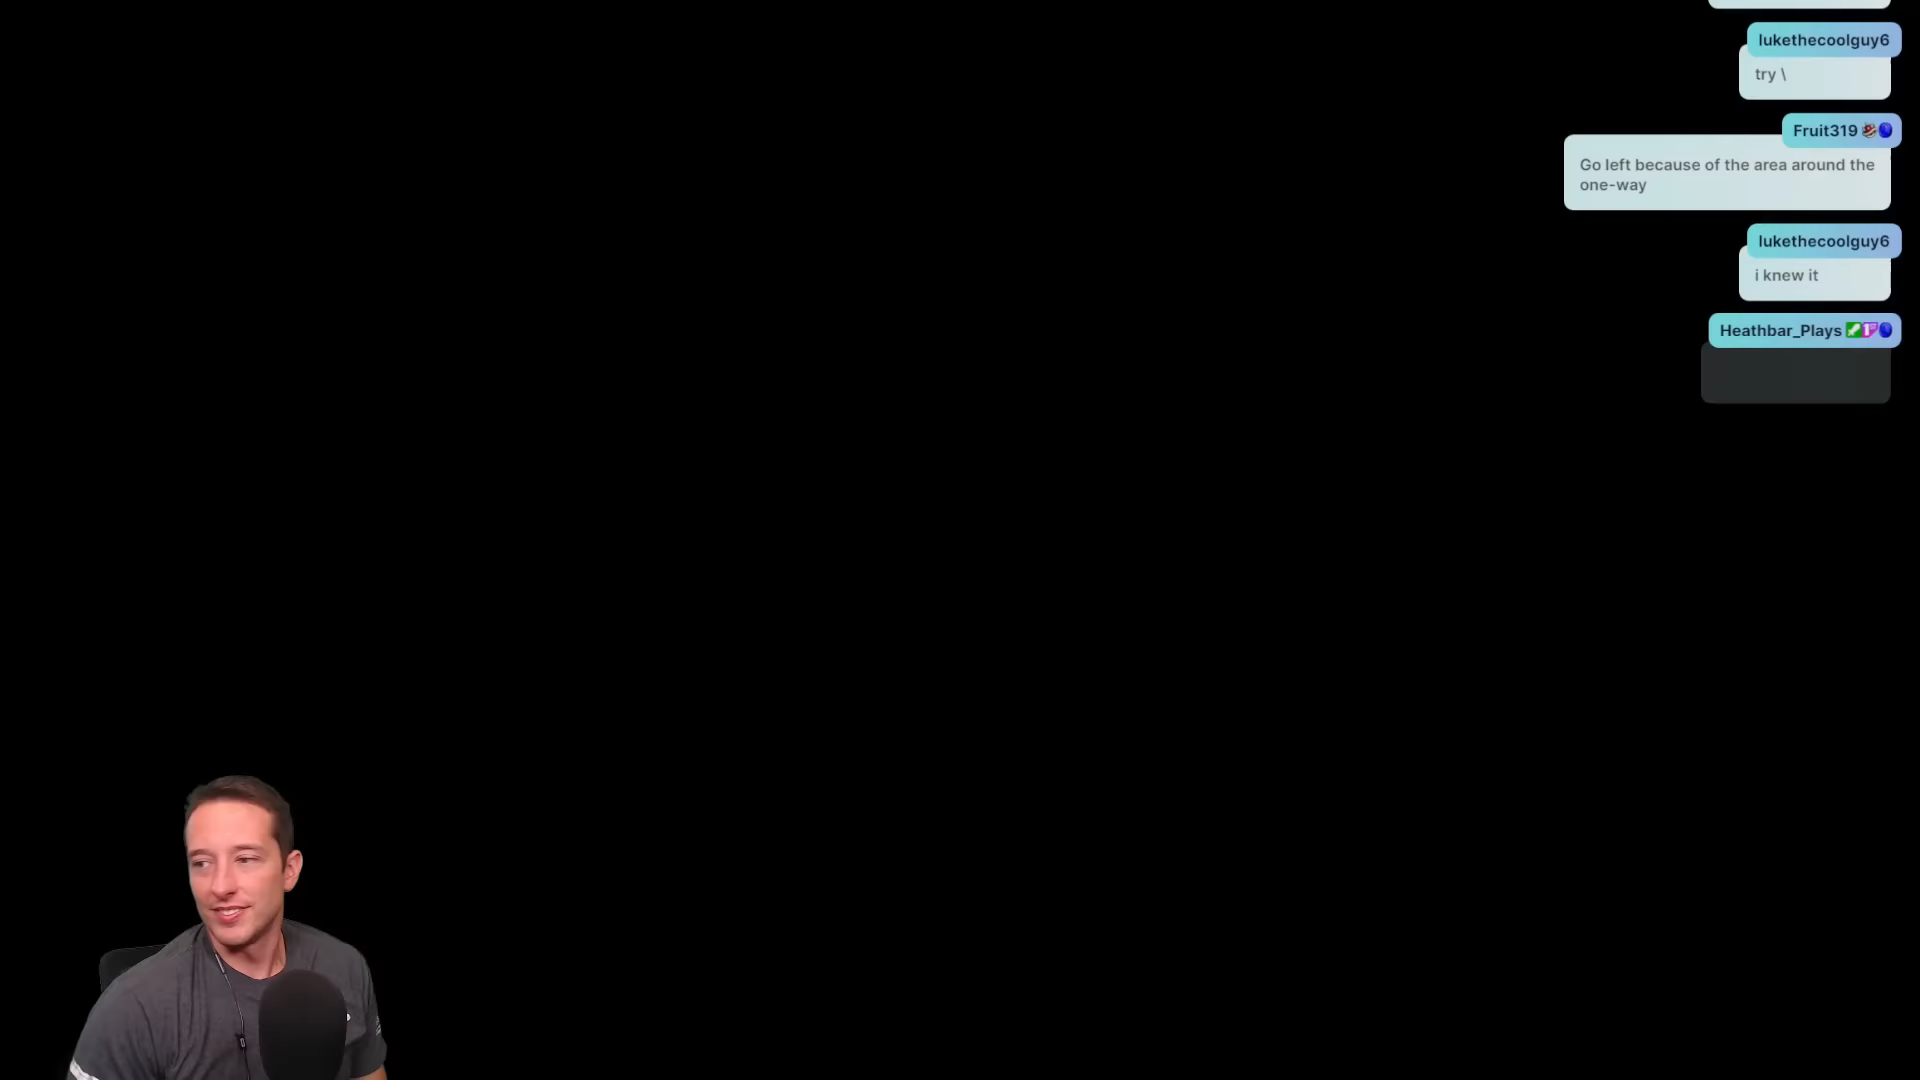 lukethecoolguy6
try \
Fruit319
Go left because of the area around the
one-way
lukethecoolguy6
i knew it
Heathbar_Plays